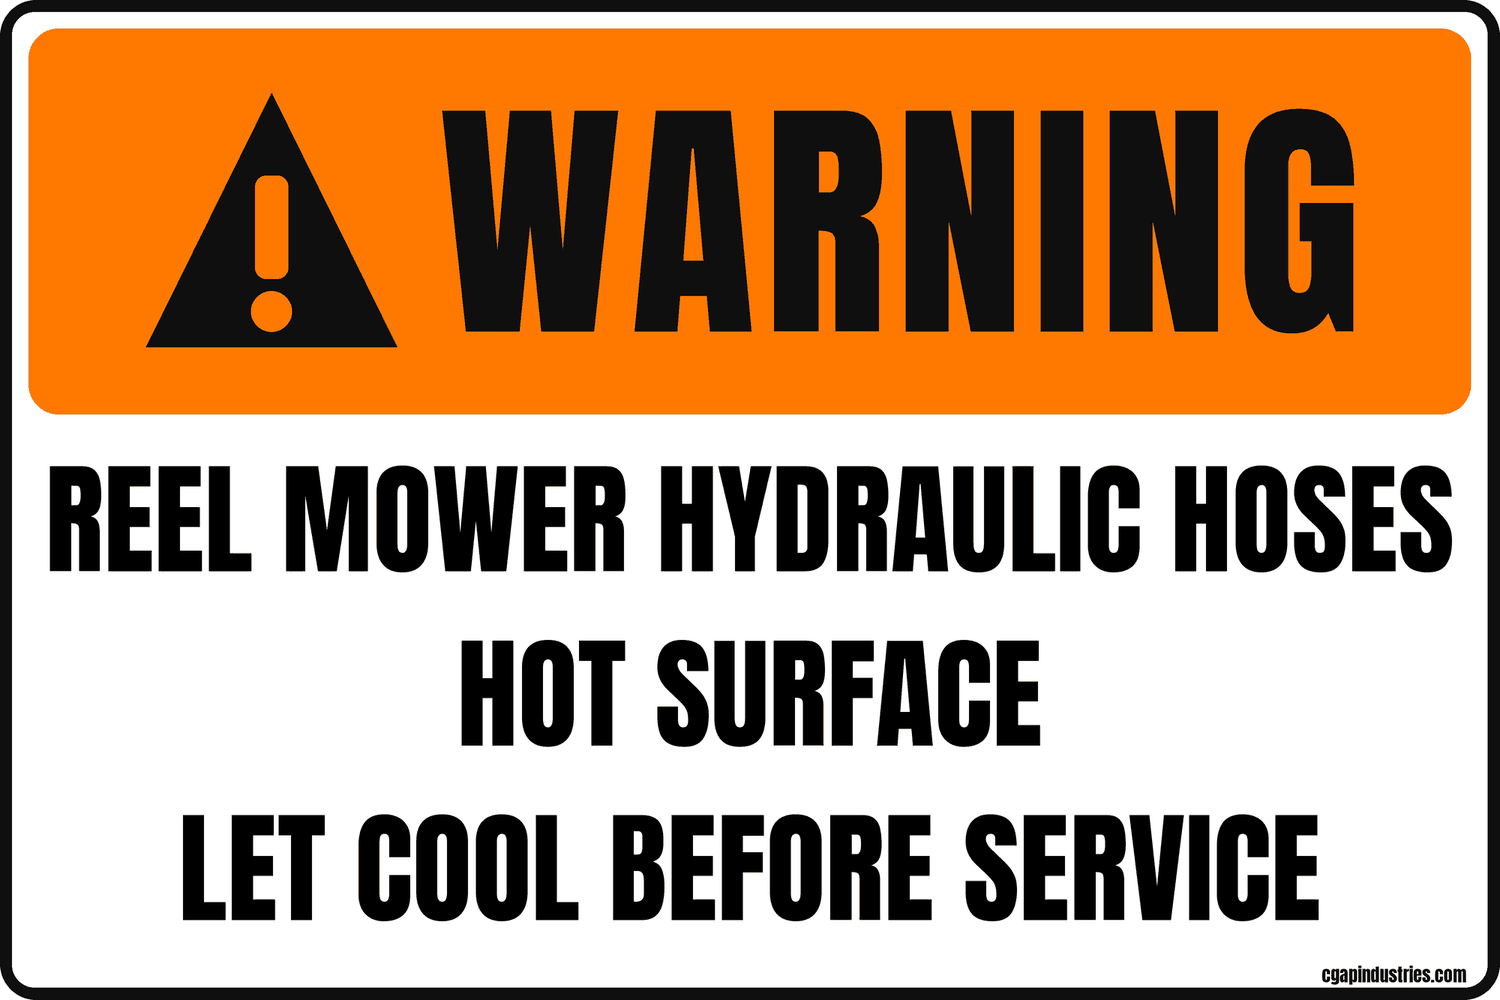 WARNING
REEL MOWER HYDRAULIC HOSES
HOT SURFACE
LET COOL BEFORE SERVICE
cgapindustries.com